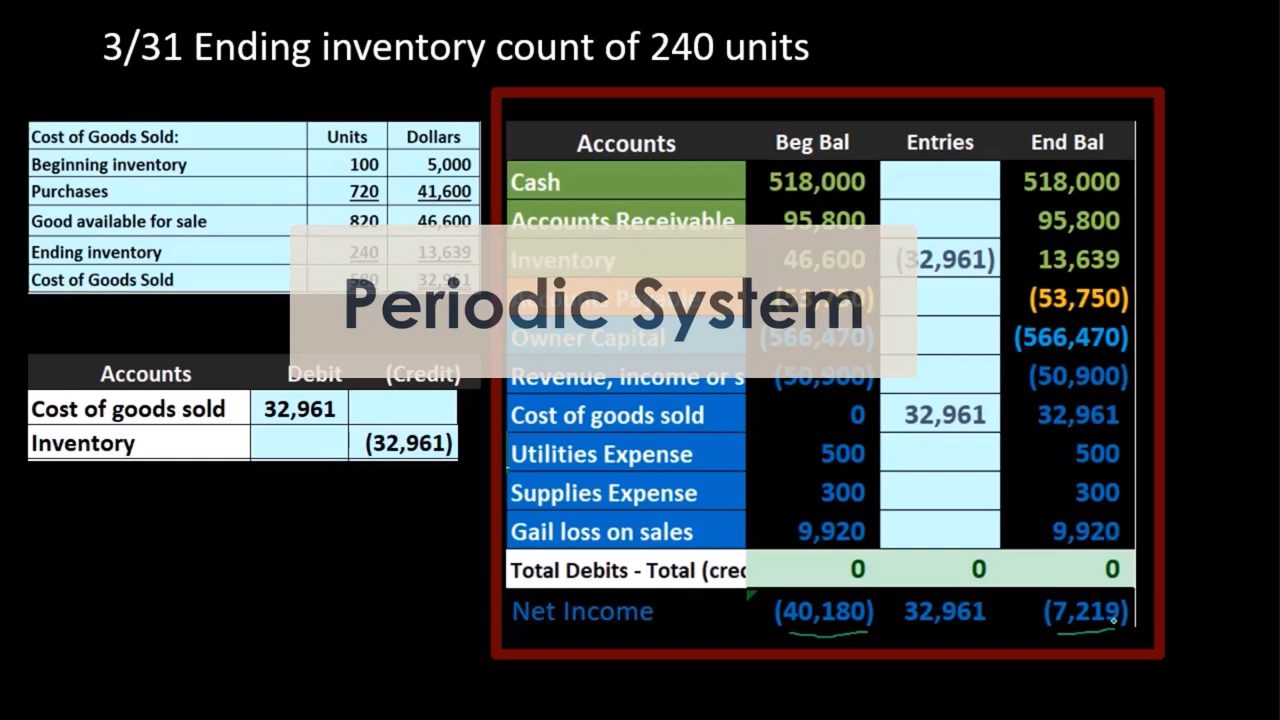 3/31 Ending inventory count of 240 units
Cost of Goods Sold: Units Dollars
Beginning inventory 100 5,000
Purchases 720 41,600
Good available for sale 820 46,600
Ending inventory 240 13,639
Cost of Goods Sold 580 32,961
Accounts Debit (Credit)
Cost of goods sold 32,961
Inventory (32,961)
Periodic System
Accounts Beg Bal Entries End Bal
Cash 518,000 518,000
Accounts Receivable 95,800 95,800
Inventory 46,600 (32,961) 13,639
(53,750)
Owner Capital (566,470) (566,470)
Revenue, income or s (50,900) (50,900)
Cost of goods sold 0 32,961 32,961
Utilities Expense 500 500
Supplies Expense 300 300
Gail loss on sales 9,920 9,920
Total Debits - Total (cred 0 0 0
Net Income (40,180) 32,961 (7,219)